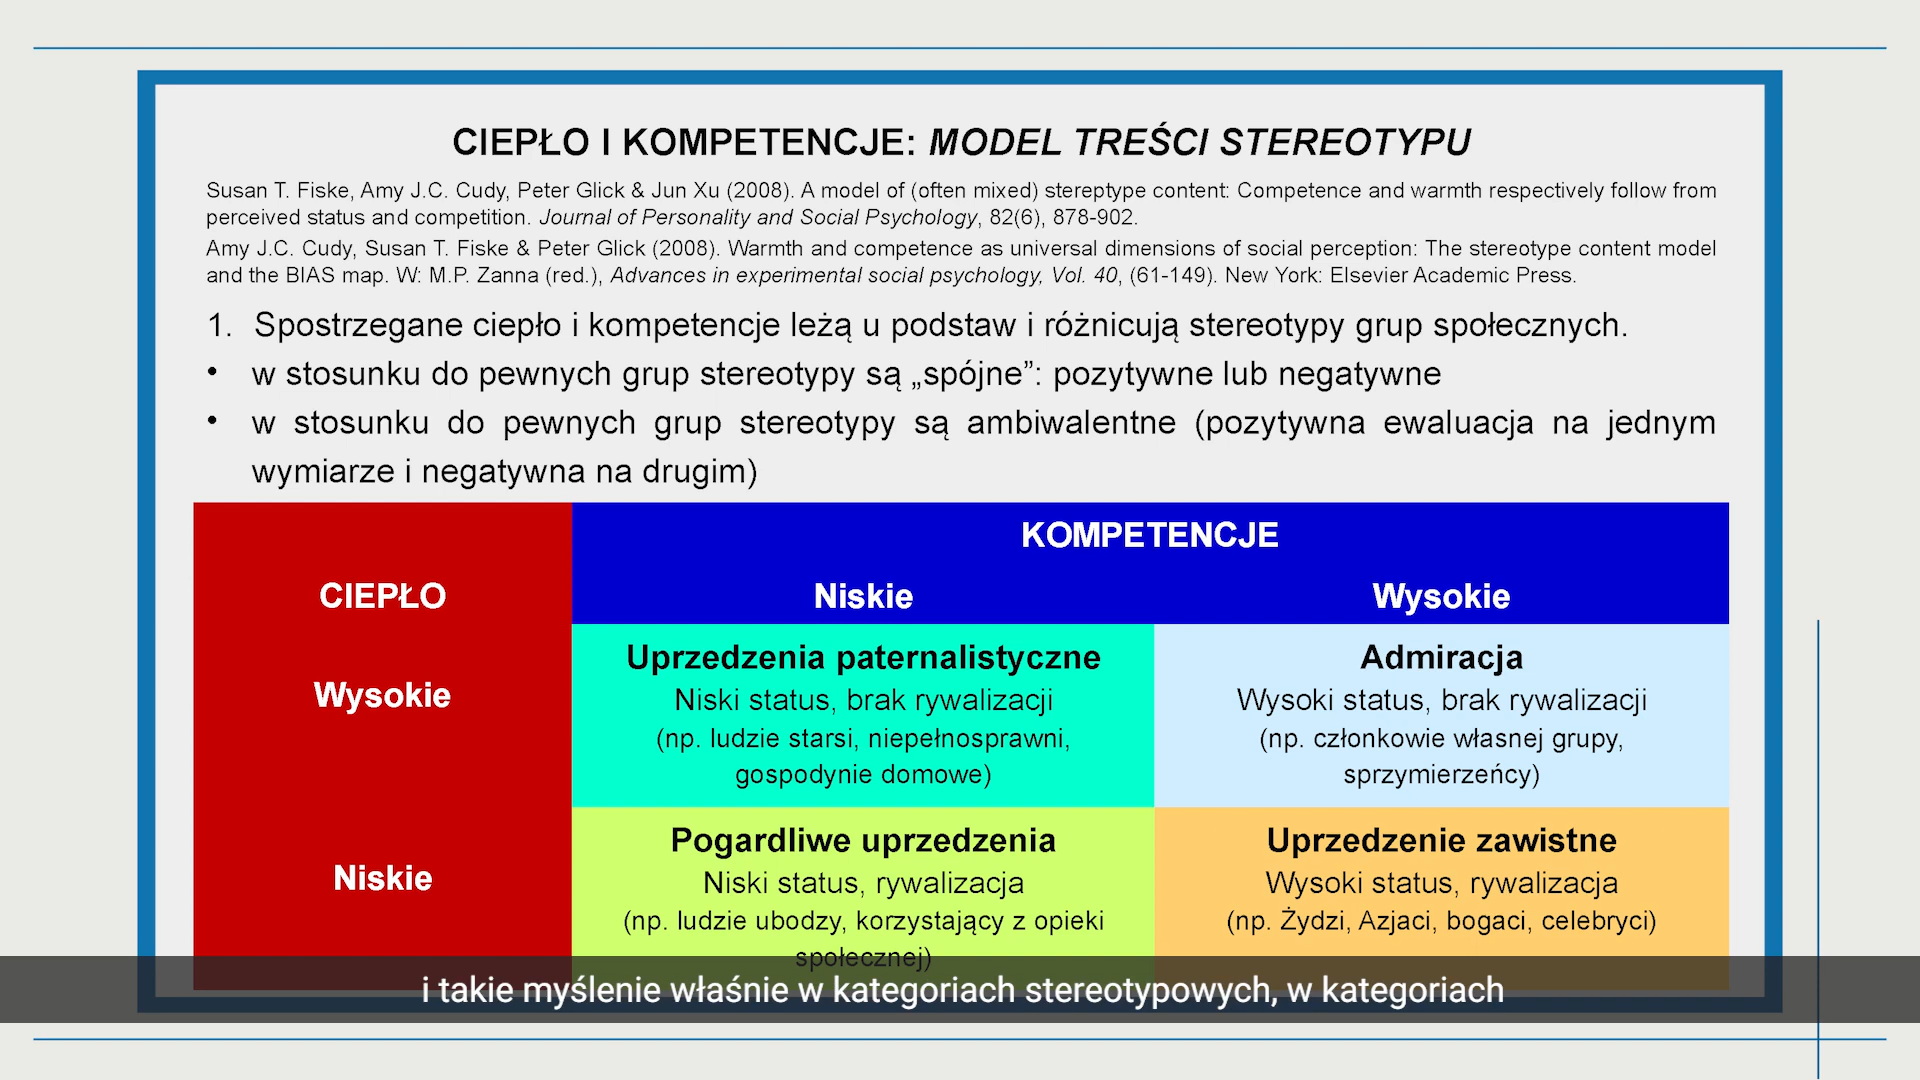 CIEPŁO I KOMPETENCJE: MODEL TREŚCI STEREOTYPU
Susan T. Fiske, Amy J.C. Cudy, Peter Glick & Jun Xu (2008). A model of (often mixed) stereptype content: Competence and warmth respectively follow from
perceived status and competition. Journal of Personality and Social Psychology, 82(6), 878-902.
Amy J.C. Cudy, Susan T. Fiske & Peter Glick (2008). Warmth and competence as universal dimensions of social perception: The stereotype content model
and the BIAS map. W: M.P. Zanna (red.), Advances in experimental social psychology, Vol. 40, (61-149). New York: Elsevier Academic Press.
1. Spostrzegane ciepło i kompetencje leżą u podstaw i różnicują stereotypy grup społecznych.
• w stosunku do pewnych grup stereotypy są „spójne”: pozytywne lub negatywne
• w stosunku do pewnych grup stereotypy są ambiwalentne (pozytywna ewaluacja na jednym
wymiarze i negatywna na drugim)
KOMPETENCJE
CIEPŁO
Niskie
Wysokie
Wysokie
Uprzedzenia paternalistyczne
Niski status, brak rywalizacji
(np. ludzie starsi, niepełnosprawni,
gospodynie domowe)
Admiracja
Wysoki status, brak rywalizacji
(np. członkowie własnej grupy,
sprzymierzeńcy)
Niskie
Pogardliwe uprzedzenia
Niski status, rywalizacja
(np. ludzie ubodzy, korzystający z opieki
społecznej)
Uprzedzenie zawistne
Wysoki status, rywalizacja
(np. Żydzi, Azjaci, bogaci, celebryci)
i takie myślenie właśnie w kategoriach stereotypowych, w kategoriach